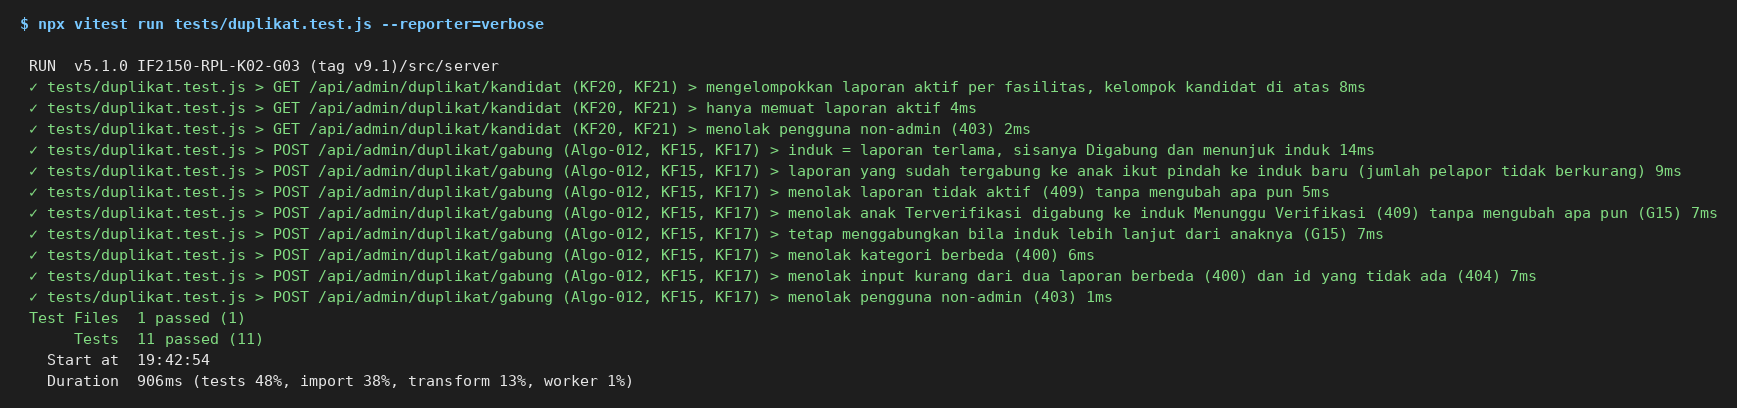 $ npx vitest run tests/duplikat.test.js --reporter=verbose
RUN  v5.1.0 IF2150-RPL-K02-G03 (tag v9.1)/src/server
✓ tests/duplikat.test.js > GET /api/admin/duplikat/kandidat (KF20, KF21) > mengelompokkan laporan aktif per fasilitas, kelompok kandidat di atas 8ms
✓ tests/duplikat.test.js > GET /api/admin/duplikat/kandidat (KF20, KF21) > hanya memuat laporan aktif 4ms
✓ tests/duplikat.test.js > GET /api/admin/duplikat/kandidat (KF20, KF21) > menolak pengguna non-admin (403) 2ms
✓ tests/duplikat.test.js > POST /api/admin/duplikat/gabung (Algo-012, KF15, KF17) > induk = laporan terlama, sisanya Digabung dan menunjuk induk 14ms
✓ tests/duplikat.test.js > POST /api/admin/duplikat/gabung (Algo-012, KF15, KF17) > laporan yang sudah tergabung ke anak ikut pindah ke induk baru (jumlah pelapor tidak berkurang) 9ms
✓ tests/duplikat.test.js > POST /api/admin/duplikat/gabung (Algo-012, KF15, KF17) > menolak laporan tidak aktif (409) tanpa mengubah apa pun 5ms
✓ tests/duplikat.test.js > POST /api/admin/duplikat/gabung (Algo-012, KF15, KF17) > menolak anak Terverifikasi digabung ke induk Menunggu Verifikasi (409) tanpa mengubah apa pun (G15) 7ms
✓ tests/duplikat.test.js > POST /api/admin/duplikat/gabung (Algo-012, KF15, KF17) > tetap menggabungkan bila induk lebih lanjut dari anaknya (G15) 7ms
✓ tests/duplikat.test.js > POST /api/admin/duplikat/gabung (Algo-012, KF15, KF17) > menolak kategori berbeda (400) 6ms
✓ tests/duplikat.test.js > POST /api/admin/duplikat/gabung (Algo-012, KF15, KF17) > menolak input kurang dari dua laporan berbeda (400) dan id yang tidak ada (404) 7ms
✓ tests/duplikat.test.js > POST /api/admin/duplikat/gabung (Algo-012, KF15, KF17) > menolak pengguna non-admin (403) 1ms
Test Files  1 passed (1)
Tests  11 passed (11)
Start at  19:42:54
Duration  906ms (tests 48%, import 38%, transform 13%, worker 1%)